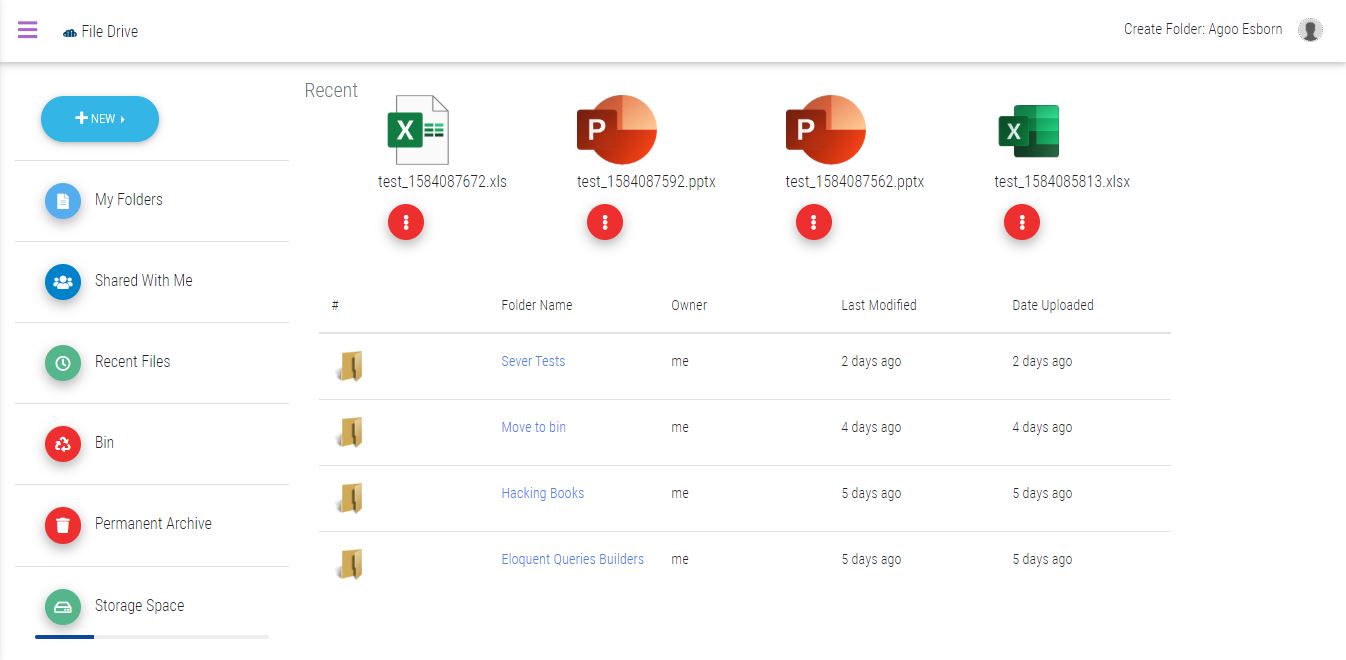 File Drive
Create Folder: Agoo Esborn
NEW
My Folders
Shared With Me
Recent Files
Bin
Permanent Archive
Storage Space
Recent
X P P X
test_1584087672.xls test_1584087592.pptx test_1584087562.pptx test_1584085813.xlsx
# Folder Name Owner Last Modified Date Uploaded
Sever Tests me 2 days ago 2 days ago
Move to bin me 4 days ago 4 days ago
Hacking Books me 5 days ago 5 days ago
Eloquent Queries Builders me 5 days ago 5 days ago